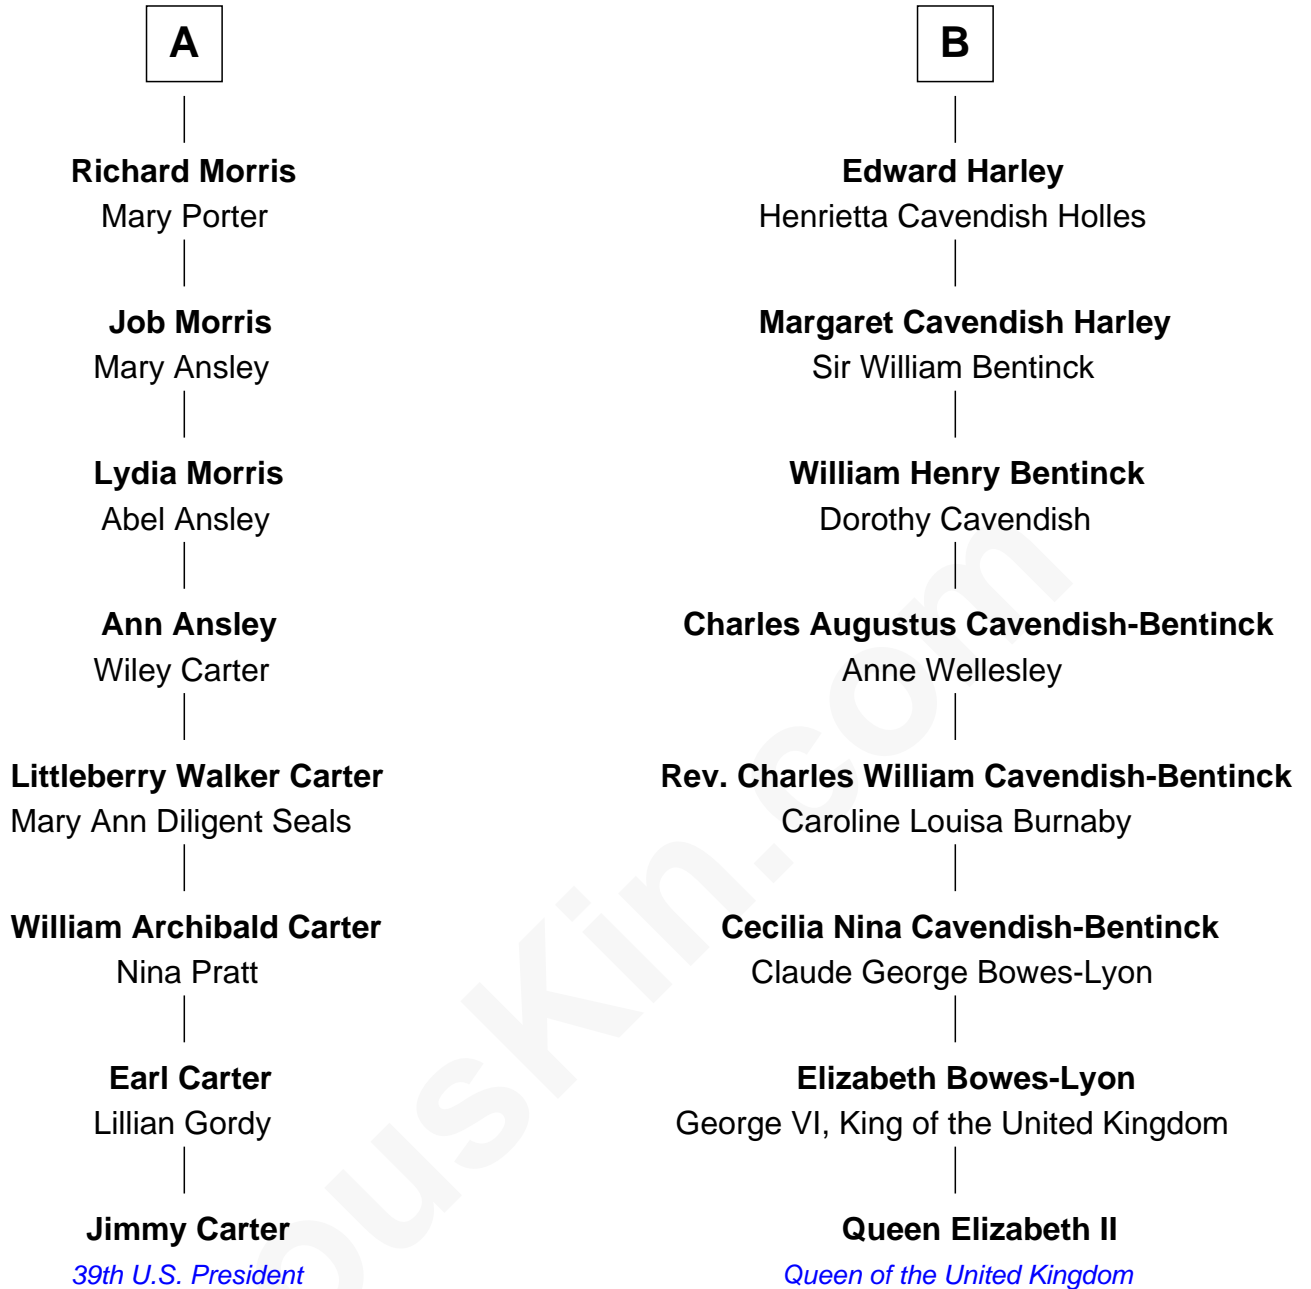 A
Richard Morris
Mary Porter
Job Morris
Mary Ansley
Lydia Morris
Abel Ansley
Ann Ansley
Wiley Carter
Littleberry Walker Carter
Mary Ann Diligent Seals
William Archibald Carter
Nina Pratt
Earl Carter
Lillian Gordy
Jimmy Carter
39th U.S. President
B
Edward Harley
Henrietta Cavendish Holles
Margaret Cavendish Harley
Sir William Bentinck
William Henry Bentinck
Dorothy Cavendish
Charles Augustus Cavendish-Bentinck
Anne Wellesley
Rev. Charles William Cavendish-Bentinck
Caroline Louisa Burnaby
Cecilia Nina Cavendish-Bentinck
Claude George Bowes-Lyon
Elizabeth Bowes-Lyon
George VI, King of the United Kingdom
Queen Elizabeth II
Queen of the United Kingdom
ousKin.com